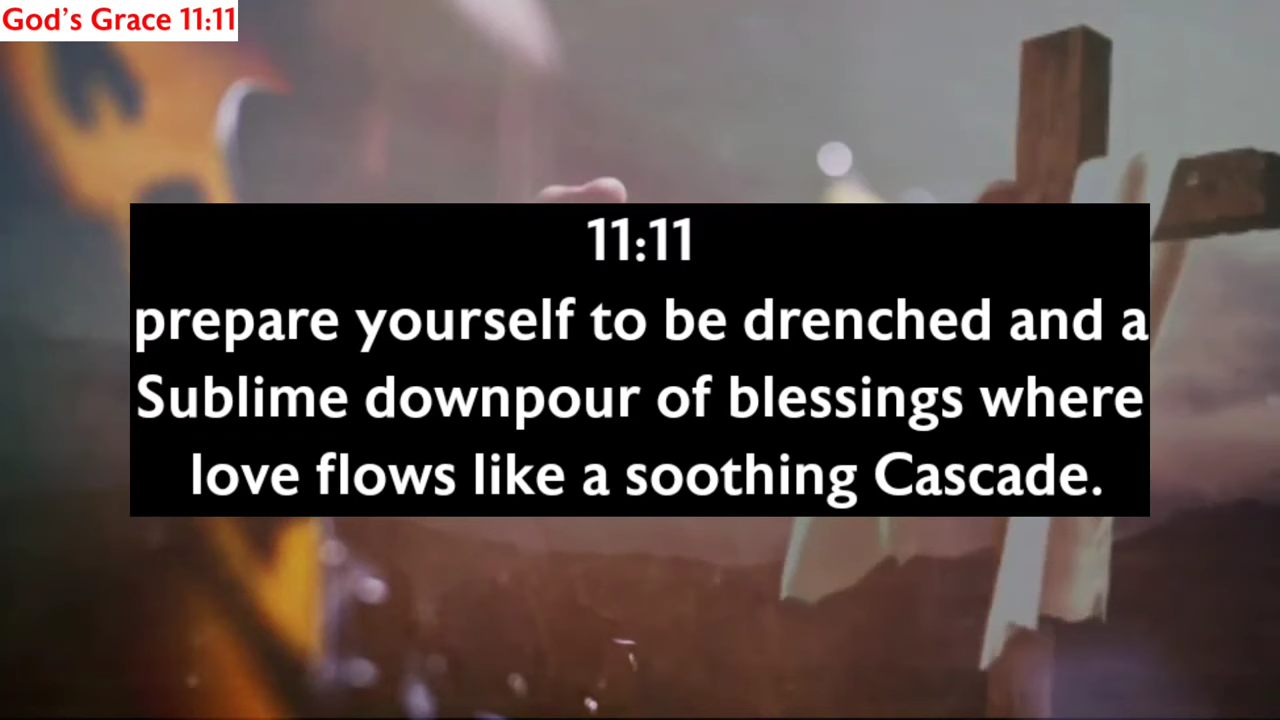 God's Grace 11:11
11:11
prepare yourself to be drenched and a
Sublime downpour of blessings where
love flows like a soothing Cascade.